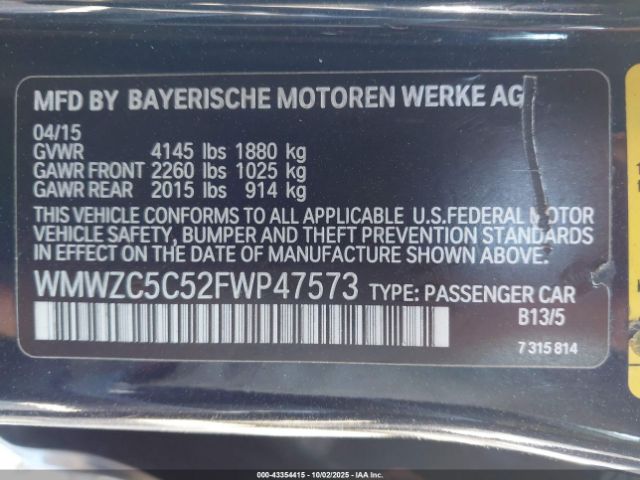 MFD BY BAYERISCHE MOTOREN WERKE AG
04/15
GVWR 4145 lbs 1880 kg
GAWR FRONT 2260 lbs 1025 kg
GAWR REAR 2015 lbs 914 kg
THIS VEHICLE CONFORMS TO ALL APPLICABLE U.S.FEDERAL MOTOR
VEHICLE SAFETY, BUMPER AND THEFT PREVENTION STANDARDS
IN EFFECT ON THE DATE OF MANUFACTURE SHOWN ABOVE.
WMWZC5C52FWP47573 TYPE: PASSENGER CAR
B13/5
7 315 814
000-43354415 - 10/02/2025 - IAA Inc.